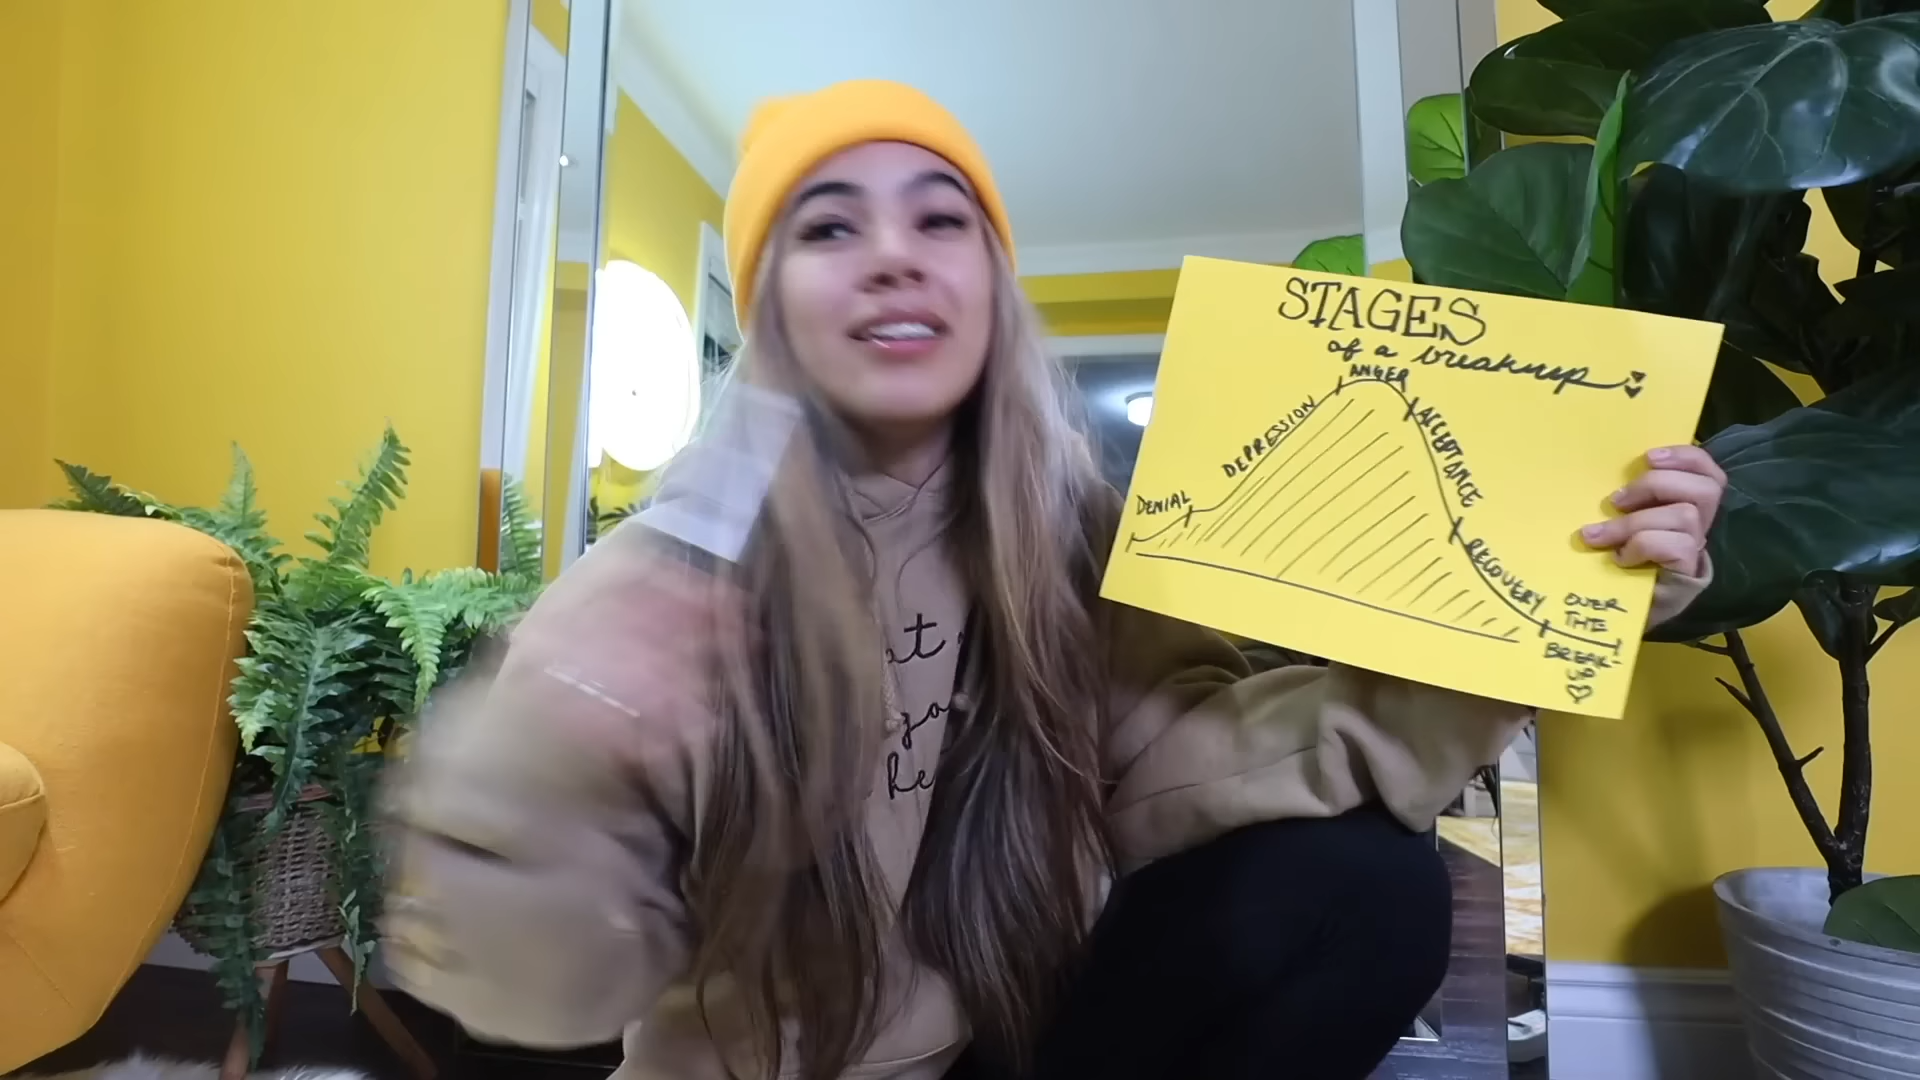 STAGES
of a breakup
ANGER
DEPRESSION
ACCEPTANCE
DENIAL
RECOVERY
OVER
THE
BREAK-
UP